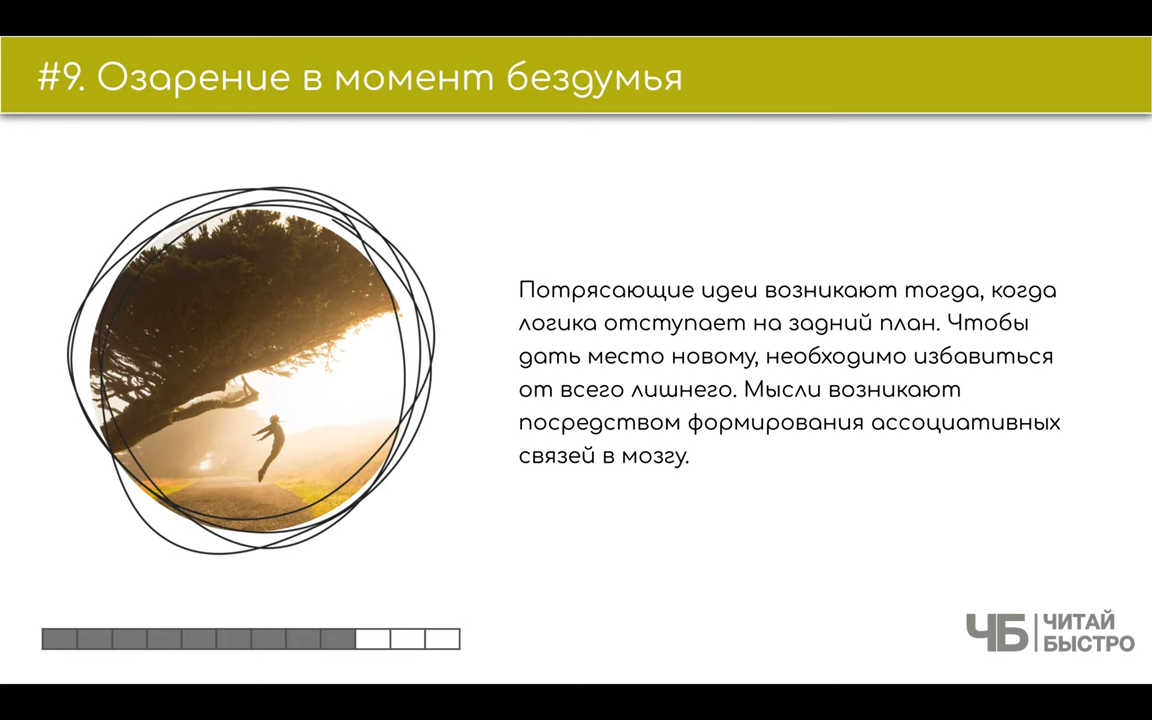 #9. Озарение в момент бездумья
Потрясающие идеи возникают тогда, когда
логика отступает на задний план. Чтобы
дать место новому, необходимо избавиться
от всего лишнего. Мысли возникают
посредством формирования ассоциативных
связей в мозгу.
ЧБ ЧИТАЙ
БЫСТРО